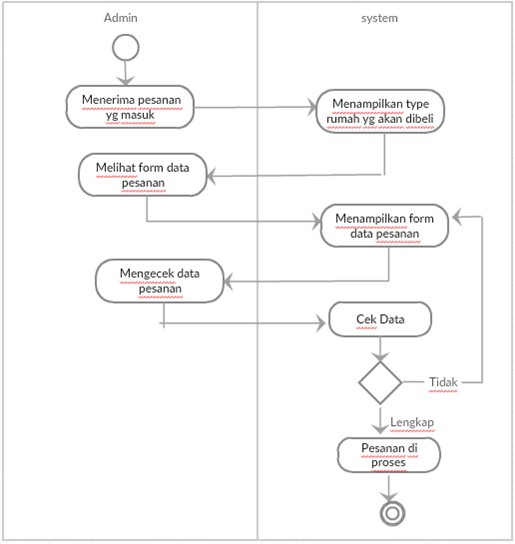 Admin
system
Menerima pesanan
yg masuk
Menampilkan type
rumah yg akan dibeli
Melihat form data
pesanan
Menampilkan form
data pesanan
Mengecek data
pesanan
Cek Data
Tidak
Lengkap
Pesanan di
proses